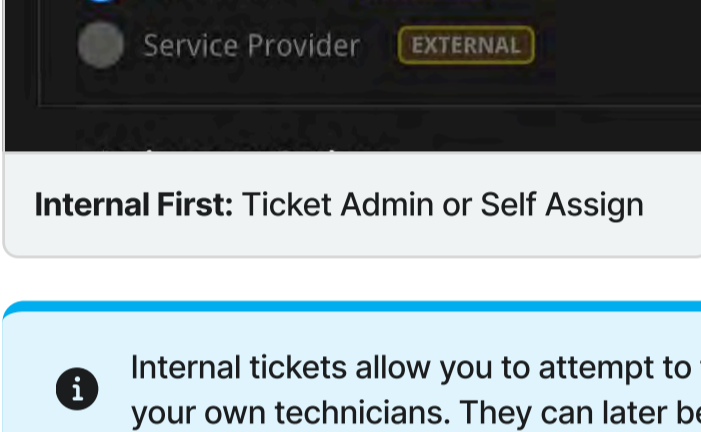 Service Provider EXTERNAL
Internal First: Ticket Admin or Self Assign
Internal tickets allow you to attempt to
your own technicians. They can later